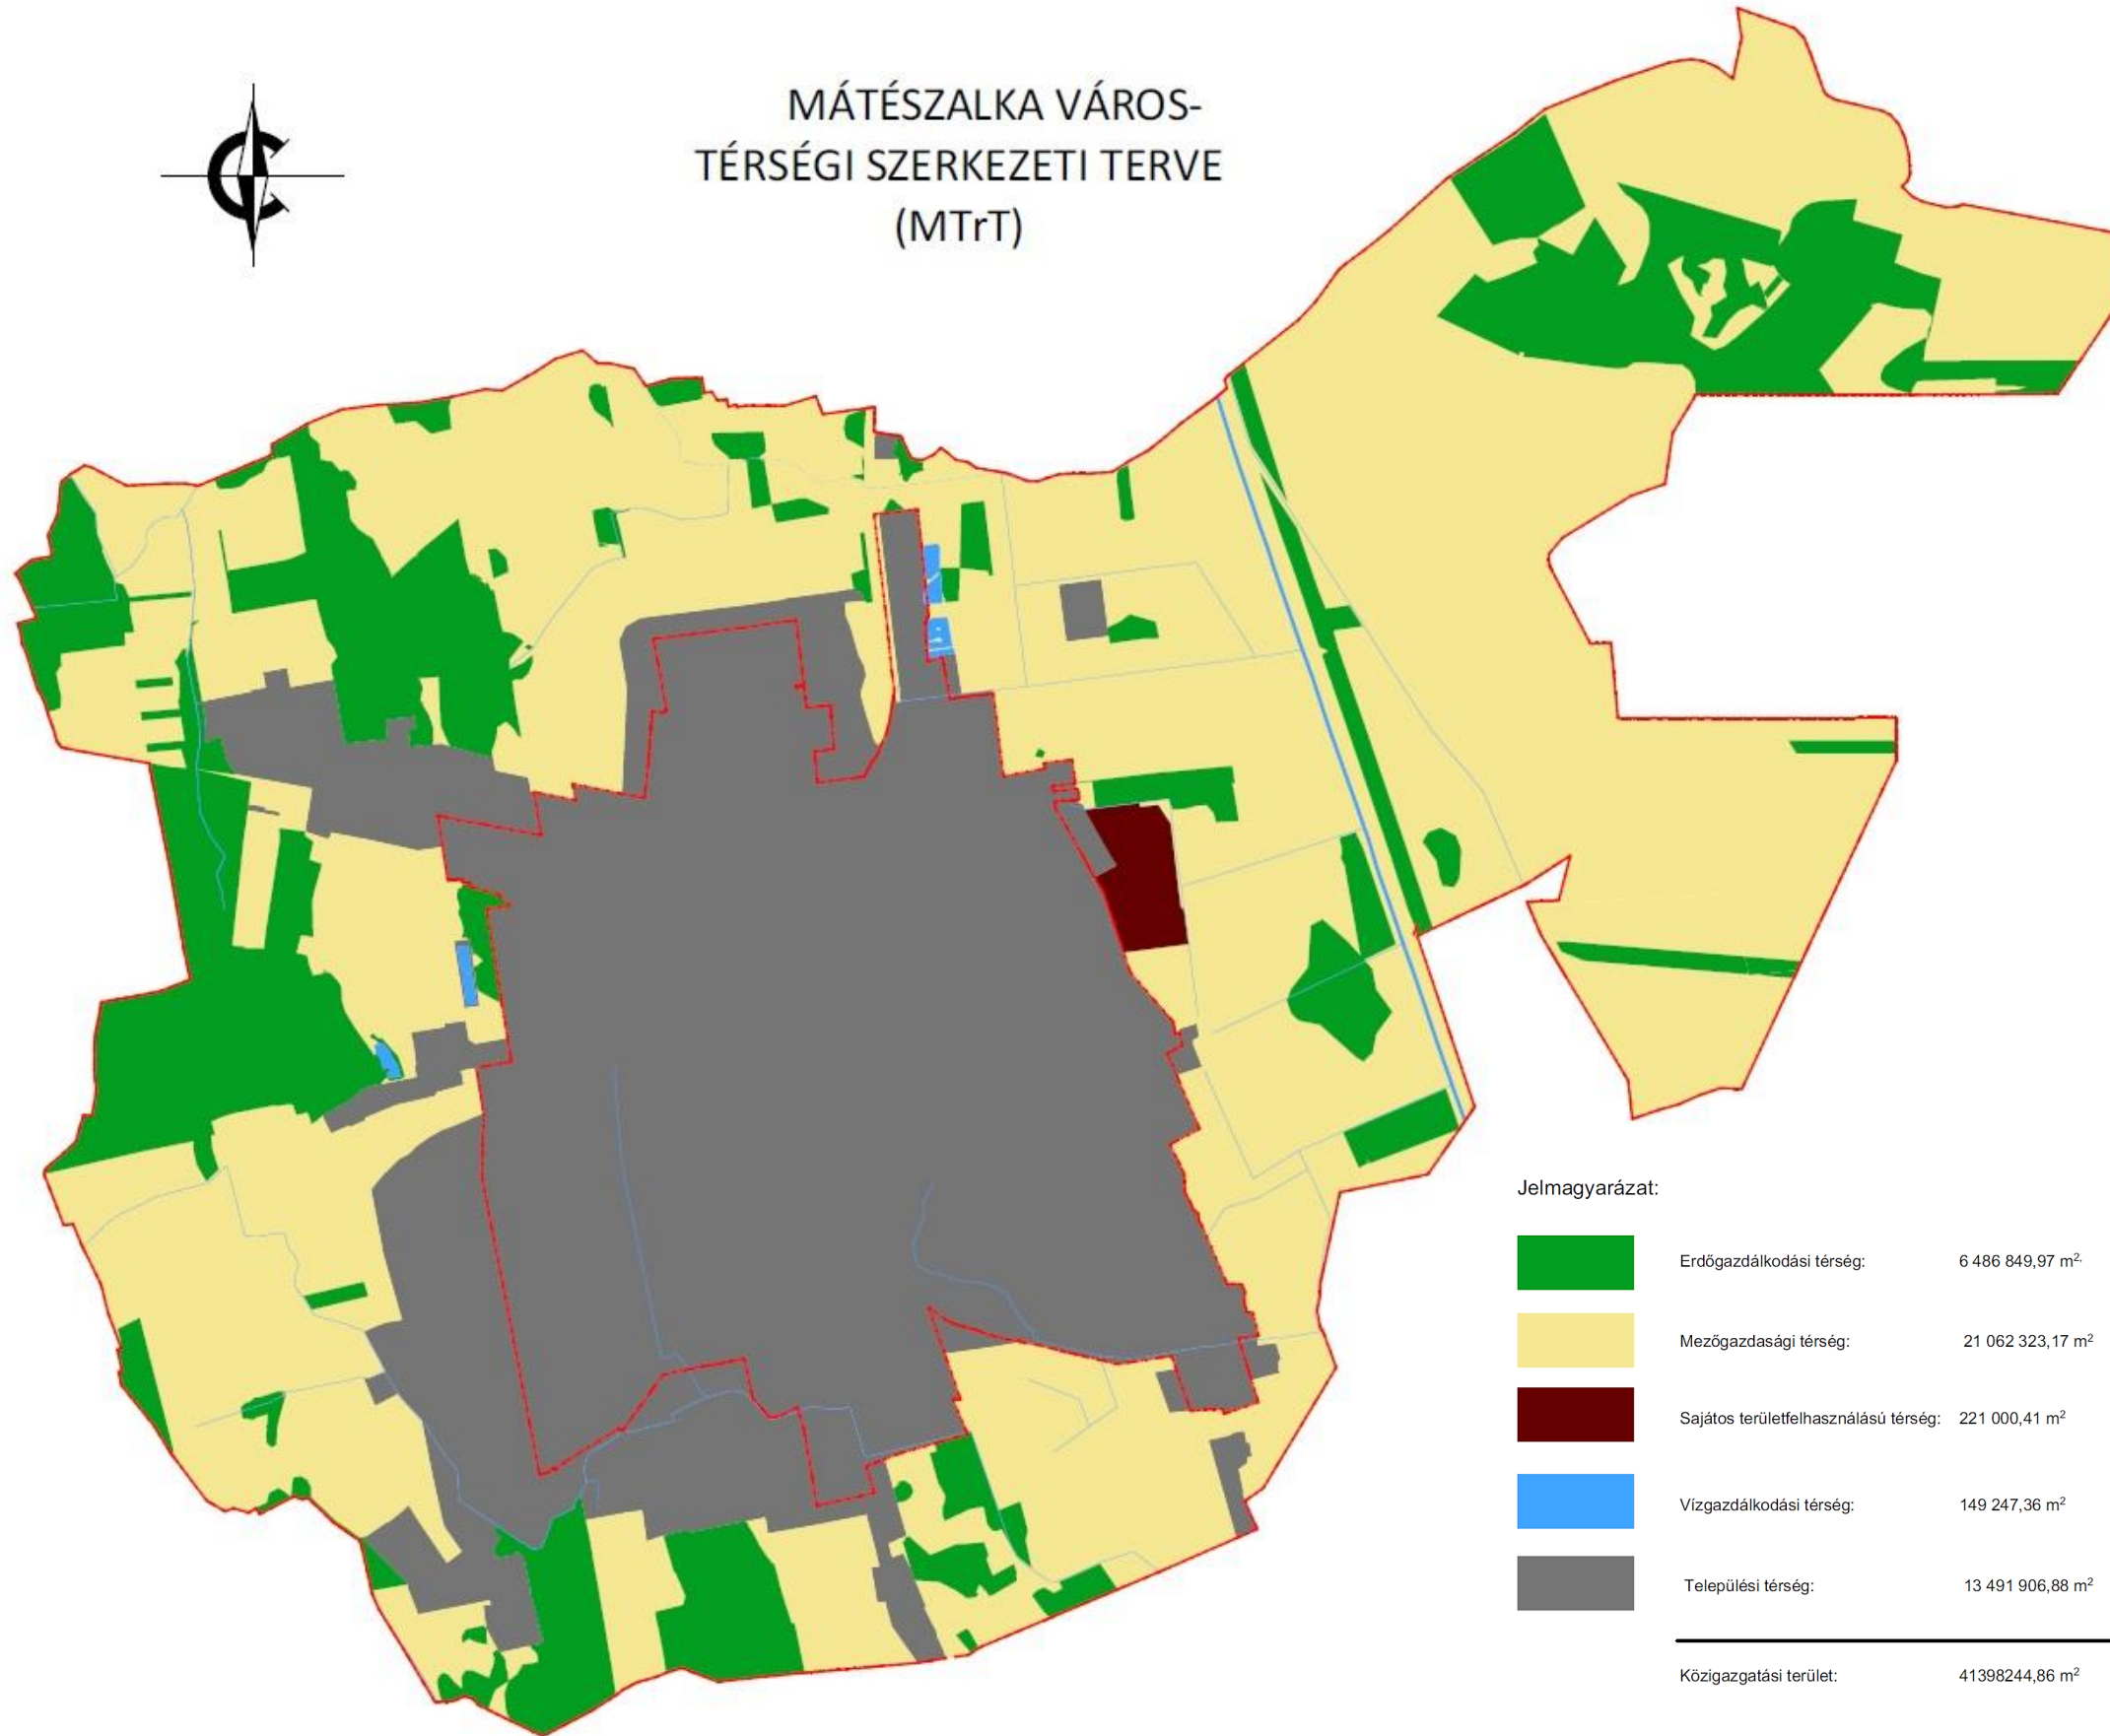 MÁTÉSZALKA VÁROS-
TÉRSÉGI SZERKEZETI TERVE
(MTrT)
Jelmagyarázat:
Erdőgazdálkodási térség: 6 486 849,97 m².
Mezőgazdasági térség: 21 062 323,17 m²
Sajátos területfelhasználású térség: 221 000,41 m²
Vízgazdálkodási térség: 149 247,36 m²
Települési térség: 13 491 906,88 m²
Közigazgatási terület: 41398244,86 m²